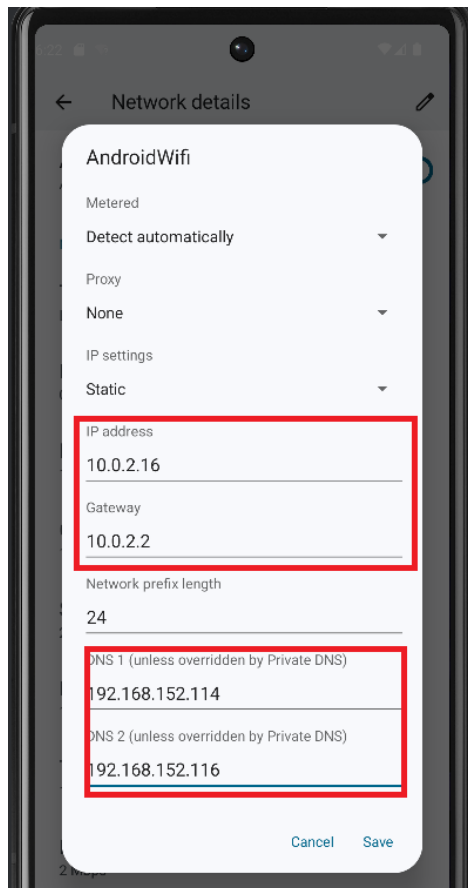 Network details
AndroidWifi
Metered
Detect automatically
Proxy
None
IP settings
Static
IP address
10.0.2.16
Gateway
10.0.2.2
Network prefix length
24
DNS 1 (unless overridden by Private DNS)
192.168.152.114
DNS 2 (unless overridden by Private DNS)
192.168.152.116
Cancel Save